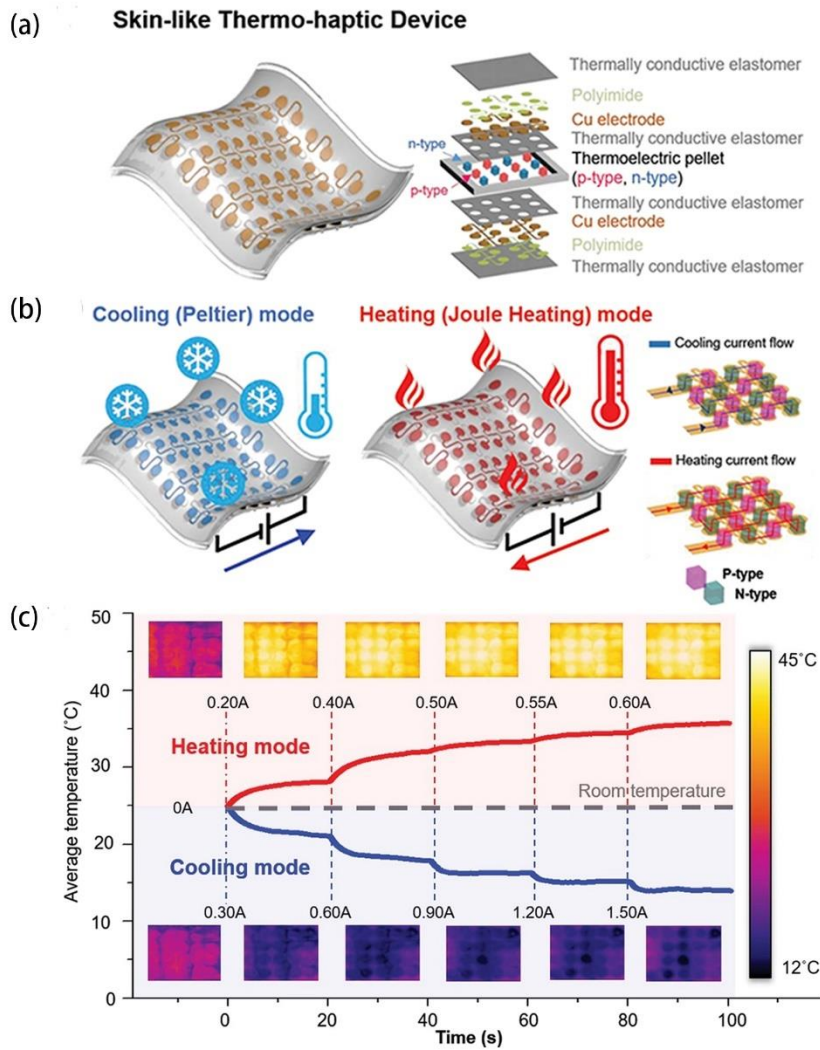 (a)
Skin-like Thermo-haptic Device
Thermally conductive elastomer
Polyimide
Cu electrode
Thermally conductive elastomer
n-type
Thermoelectric pellet
p-type
(p-type, n-type)
Thermally conductive elastomer
Cu electrode
Polyimide
Thermally conductive elastomer
(b)
Cooling (Peltier) mode
Heating (Joule Heating) mode
Cooling current flow
Heating current flow
P-type
N-type
(c)
50
40
30
20
10
0
Average temperature (°C)
0.20A
0.40A
0.50A
0.55A
0.60A
Heating mode
Room temperature
0A
Cooling mode
0.30A
0.60A
0.90A
1.20A
1.50A
45°C
12°C
0
20
40
60
80
100
Time (s)